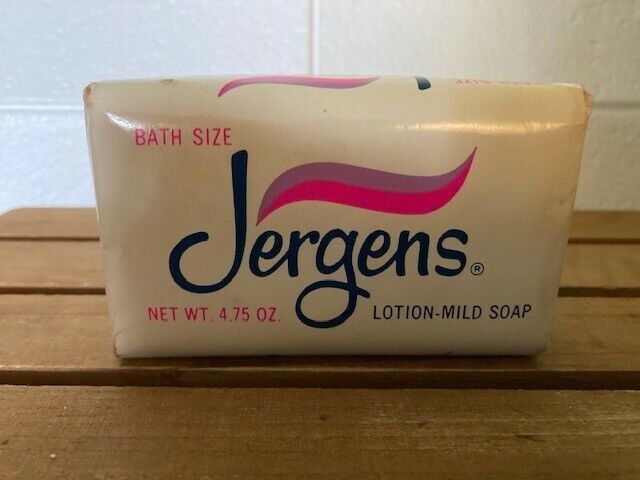 BATH SIZE
Jergens®
NET WT. 4.75 OZ.
LOTION-MILD SOAP